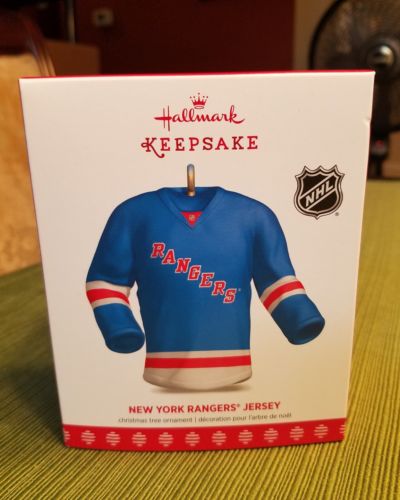 Hallmark
KEEPSAKE
NHL®
RANGERS®
NEW YORK RANGERS® JERSEY
christmas tree ornament | décoration pour l'arbre de noël